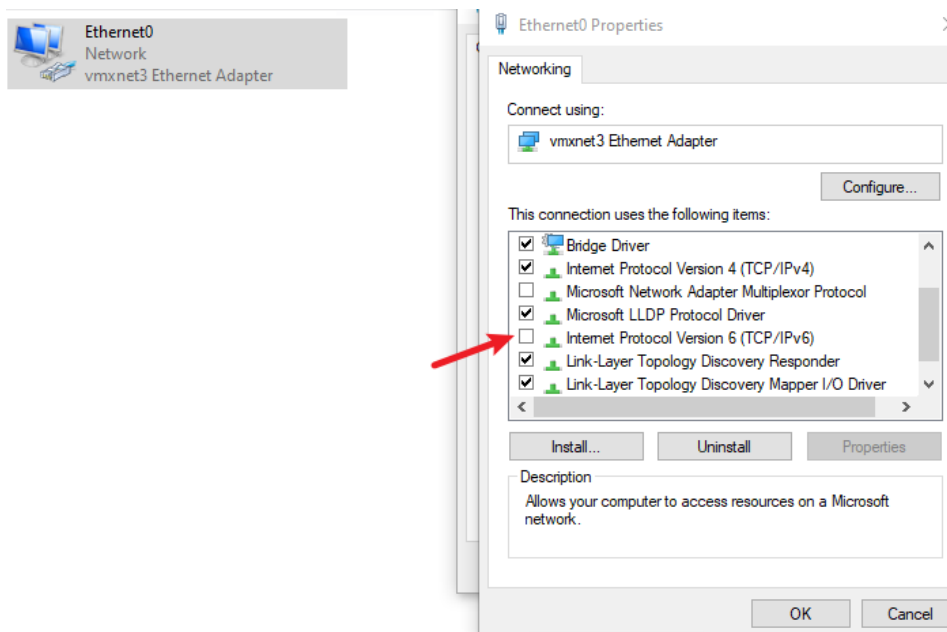 Ethernet0
Network
vmxnet3 Ethernet Adapter
Ethernet0 Properties
Networking
Connect using:
vmxnet3 Ethernet Adapter
Configure...
This connection uses the following items:
Bridge Driver
Internet Protocol Version 4 (TCP/IPv4)
Microsoft Network Adapter Multiplexor Protocol
Microsoft LLDP Protocol Driver
Internet Protocol Version 6 (TCP/IPv6)
Link-Layer Topology Discovery Responder
Link-Layer Topology Discovery Mapper I/O Driver
Install...
Uninstall
Properties
Description
Allows your computer to access resources on a Microsoft
network.
OK
Cancel